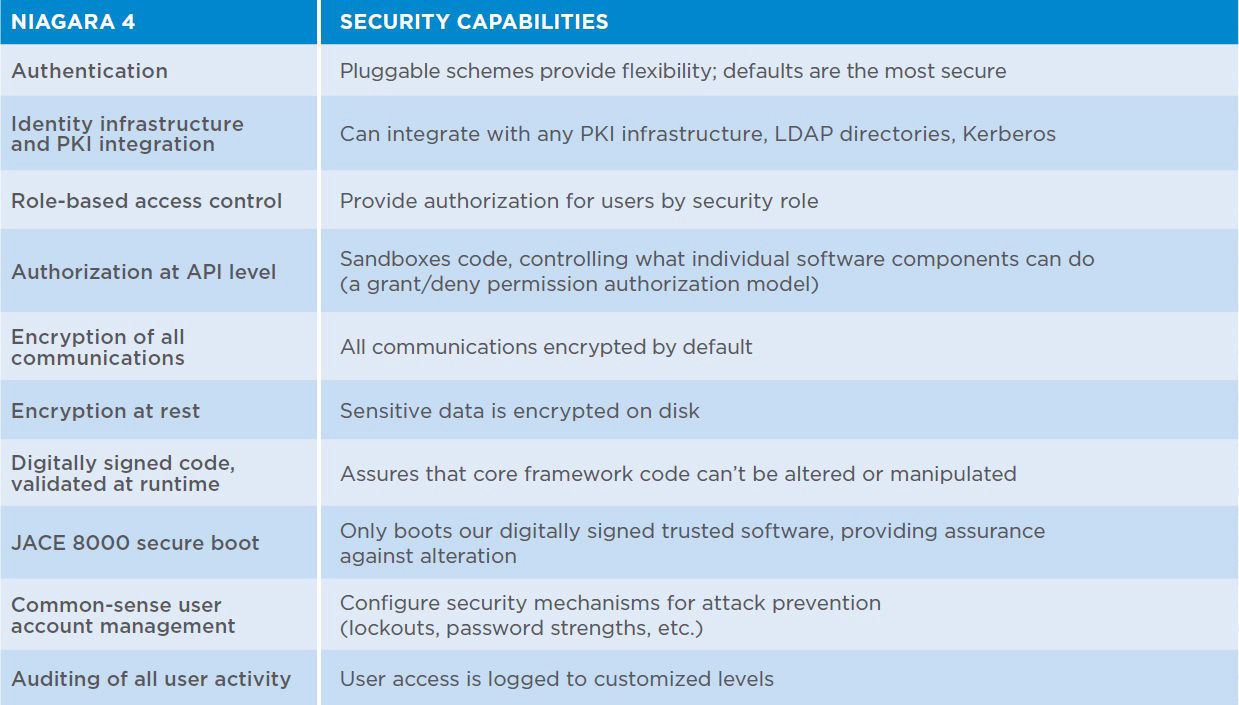 NIAGARA 4
SECURITY CAPABILITIES
Authentication
Pluggable schemes provide flexibility; defaults are the most secure
Identity infrastructure
and PKI integration
Can integrate with any PKI infrastructure, LDAP directories, Kerberos
Role-based access control
Provide authorization for users by security role
Authorization at API level
Sandboxes code, controlling what individual software components can do
(a grant/deny permission authorization model)
Encryption of all
communications
All communications encrypted by default
Encryption at rest
Sensitive data is encrypted on disk
Digitally signed code,
validated at runtime
Assures that core framework code can’t be altered or manipulated
JACE 8000 secure boot
Only boots our digitally signed trusted software, providing assurance
against alteration
Common-sense user
account management
Configure security mechanisms for attack prevention
(lockouts, password strengths, etc.)
Auditing of all user activity
User access is logged to customized levels